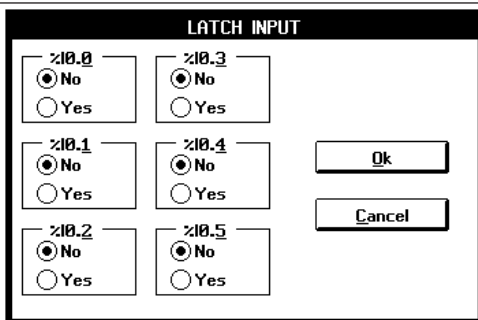 LATCH INPUT
%I0.0
No
Yes
%I0.1
No
Yes
%I0.2
No
Yes
%I0.3
No
Yes
%I0.4
No
Yes
%I0.5
No
Yes
Ok
Cancel